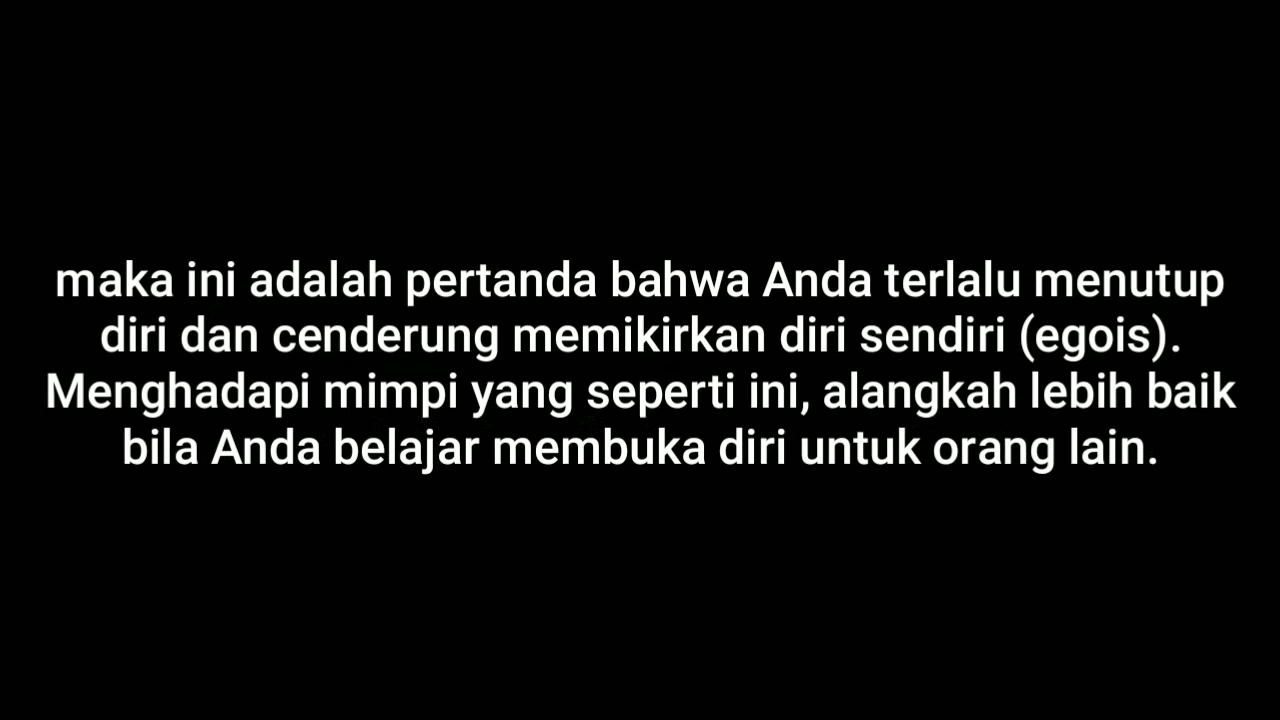 maka ini adalah pertanda bahwa Anda terlalu menutup
diri dan cenderung memikirkan diri sendiri (egois).
Menghadapi mimpi yang seperti ini, alangkah lebih baik
bila Anda belajar membuka diri untuk orang lain.